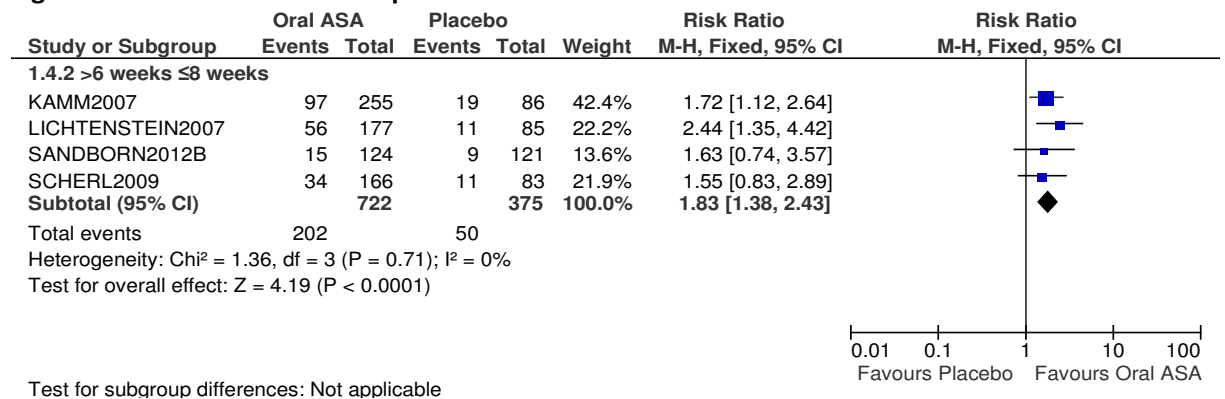 Oral ASA Placebo Risk Ratio Risk Ratio
Study or Subgroup Events Total Events Total Weight M-H, Fixed, 95% CI M-H, Fixed, 95% CI
1.4.2 >6 weeks ≤8 weeks
KAMM2007 97 255 19 86 42.4% 1.72 [1.12, 2.64]
LICHTENSTEIN2007 56 177 11 85 22.2% 2.44 [1.35, 4.42]
SANDBORN2012B 15 124 9 121 13.6% 1.63 [0.74, 3.57]
SCHERL2009 34 166 11 83 21.9% 1.55 [0.83, 2.89]
Subtotal (95% CI) 722 375 100.0% 1.83 [1.38, 2.43]
Total events 202 50
Heterogeneity: Chi² = 1.36, df = 3 (P = 0.71); I² = 0%
Test for overall effect: Z = 4.19 (P < 0.0001)
0.01 0.1 1 10 100
Favours Placebo Favours Oral ASA
Test for subgroup differences: Not applicable